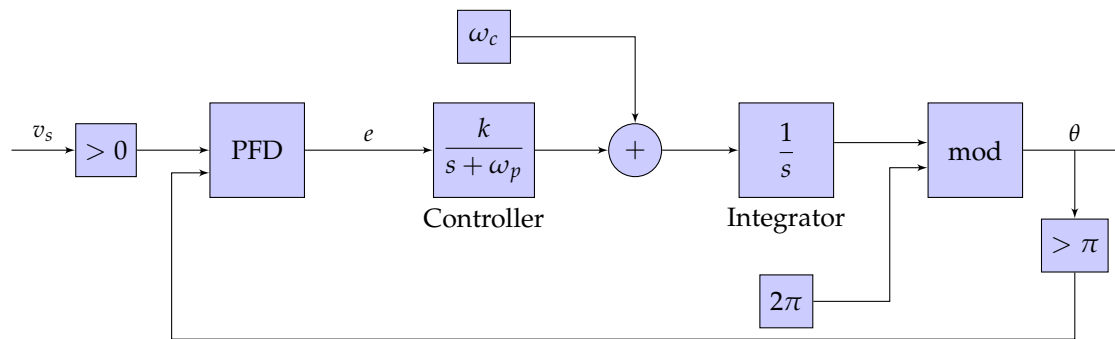 ω_c
v_s
> 0
PFD
e
k
s + ω_p
Controller
+
1
s
Integrator
mod
θ
> π
2π